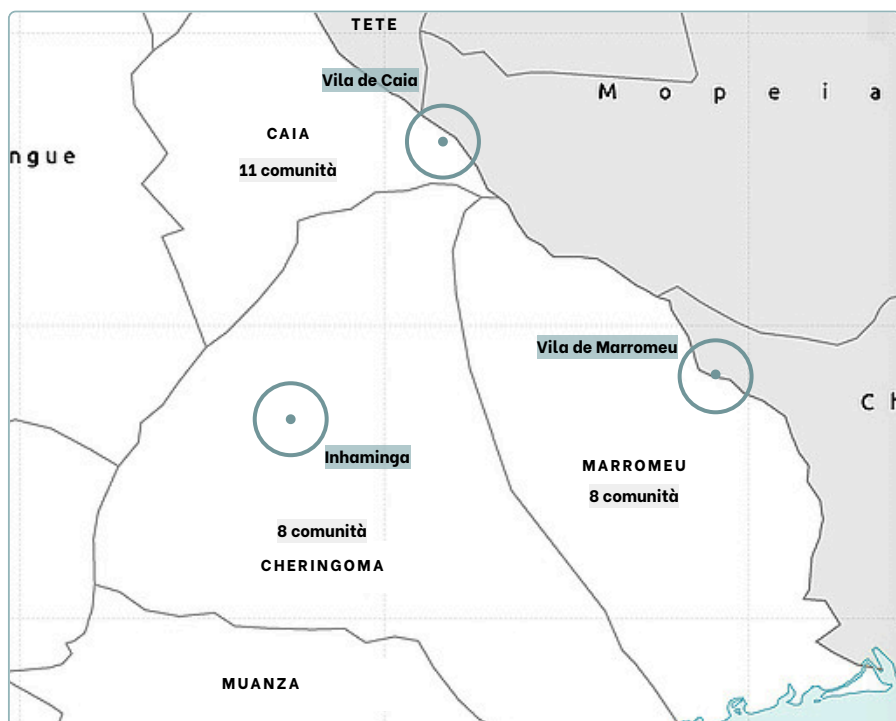 TETE
Vila de Caia
M o p e i a
CAIA
ngue
11 comunità
Vila de Marromeu
C h
Inhaminga
MARROMEU
8 comunità
8 comunità
CHERINGOMA
MUANZA